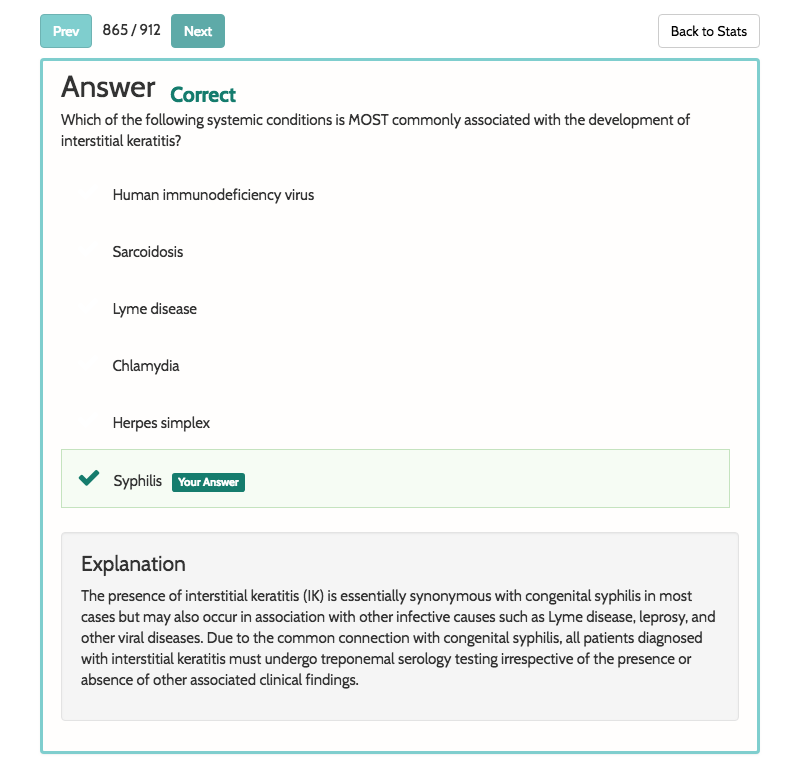 Prev 865 / 912 Next Back to Stats
Answer Correct
Which of the following systemic conditions is MOST commonly associated with the development of
interstitial keratitis?
Human immunodeficiency virus
Sarcoidosis
Lyme disease
Chlamydia
Herpes simplex
Syphilis Your Answer
Explanation
The presence of interstitial keratitis (IK) is essentially synonymous with congenital syphilis in most
cases but may also occur in association with other infective causes such as Lyme disease, leprosy, and
other viral diseases. Due to the common connection with congenital syphilis, all patients diagnosed
with interstitial keratitis must undergo treponemal serology testing irrespective of the presence or
absence of other associated clinical findings.